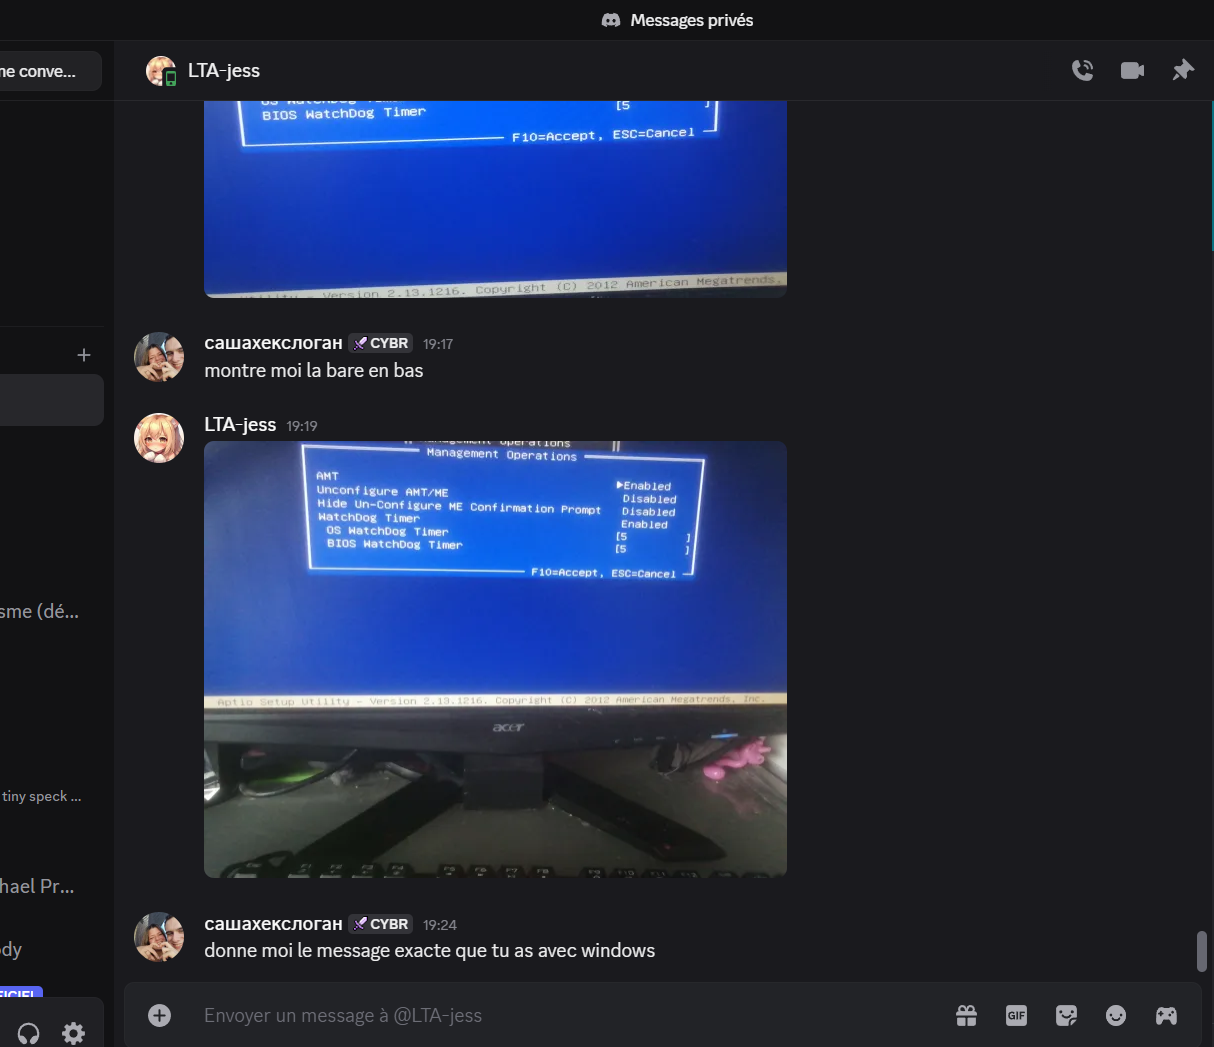 Messages privés
ne conve...
LTA-jess
BIOS WatchDog Timer
[5 ]
F10=Accept, ESC=Cancel
Version 2.13.1216. Copyright (C) 2012 American Megatrends,
сашахекслоган CYBR 19:17
montre moi la bare en bas
LTA-jess 19:19
Management Operations
Management Operations
AMT ►Enabled
Unconfigure AMT/ME Disabled
Hide Un-Configure ME Confirmation Prompt Disabled
WatchDog Timer Enabled
OS WatchDog Timer [5 ]
BIOS WatchDog Timer [5 ]
F10=Accept, ESC=Cancel
Aptio Setup Utility - Version 2.13.1216. Copyright (C) 2012 American Megatrends, Inc.
acer
sme (dé...
tiny speck ...
hael Pr...
ody
сашахекслоган CYBR 19:24
donne moi le message exacte que tu as avec windows
Envoyer un message à @LTA-jess
GIF